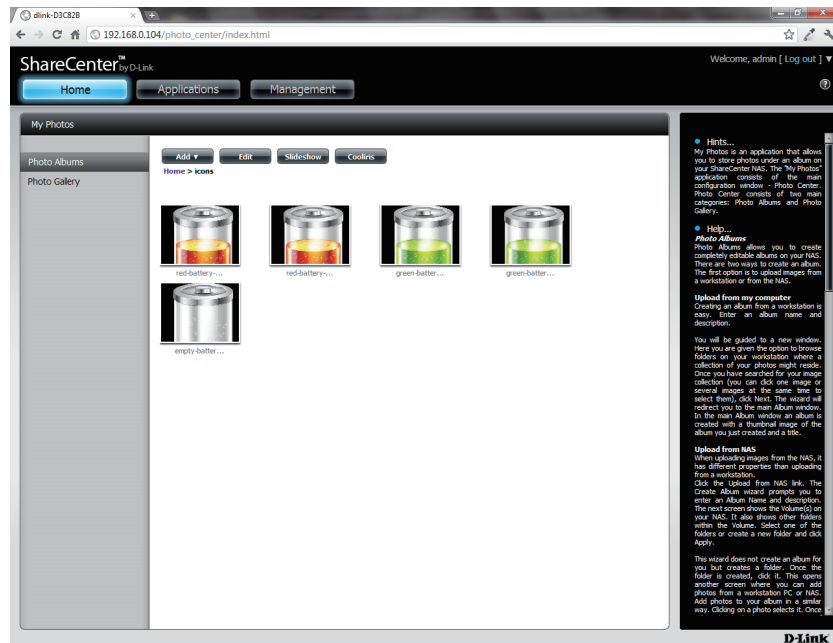 dlink-D3C82B
192.168.0.104/photo_center/index.html
ShareCenter™ by D-Link
Welcome, admin [ Log out ] ▼
Home
Applications
Management
My Photos
Photo Albums
Photo Gallery
Add ▼
Edit
Slideshow
Cooliris
Home > icons
red-battery-...
red-battery-...
green-batter...
green-batter...
empty-batter...
Hints...
My Photos is an application that allows
you to store photos under an album on
your ShareCenter NAS. The "My Photos"
application consists of the main
configuration window - Photo Center.
Photo Center consists of two main
categories: Photo Albums and Photo
Gallery.
Help...
Photo Albums
Photo Albums allows you to create
completely editable albums on your NAS.
There are two ways to create an album.
The first option is to upload images from
a workstation or from the NAS.
Upload from my computer
Creating an album from a workstation is
easy. Enter an album name and
description.
You will be guided to a new window.
Here you are given the option to browse
folders on your workstation where a
collection of your photos might reside.
Once you have searched for your image
collection (you can click one image or
several images at the same time to
select them), click Next. The wizard will
redirect you to the main Album window.
In the main Album window an album is
created with a thumbnail image of the
album you just created and a title.
Upload from NAS
When uploading images from the NAS, it
has different properties than uploading
from a workstation.
Click the Upload from NAS link. The
Create Album wizard prompts you to
enter an Album Name and description.
The next screen shows the Volume(s) on
your NAS. It also shows other folders
within the Volume. Select one of the
folders or create a new folder and click
Apply.
This wizard does not create an album for
you but creates a folder. Once the
folder is created, click it. This opens
another screen where you can add
photos from a workstation PC or NAS.
Add photos to your album in a similar
way. Clicking on a photo selects it. Once
D-Link